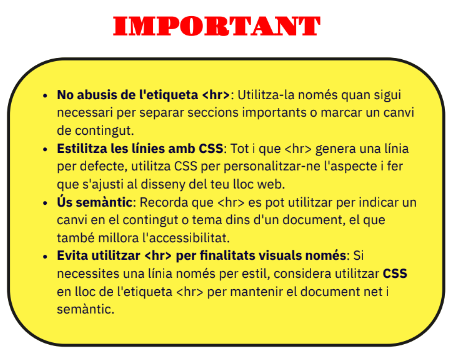 IMPORTANT
• No abusis de l'etiqueta <hr>: Utilitza-la només quan sigui
necessari per separar seccions importants o marcar un canvi
de contingut.
• Estilitza les línies amb CSS: Tot i que <hr> genera una línia
per defecte, utilitza CSS per personalitzar-ne l'aspecte i fer
que s'ajusti al disseny del teu lloc web.
• Ús semàntic: Recorda que <hr> es pot utilitzar per indicar un
canvi en el contingut o tema dins d'un document, el que
també millora l'accessibilitat.
• Evita utilitzar <hr> per finalitats visuals només: Si
necessites una línia només per estil, considera utilitzar CSS
en lloc de l'etiqueta <hr> per mantenir el document net i
semàntic.